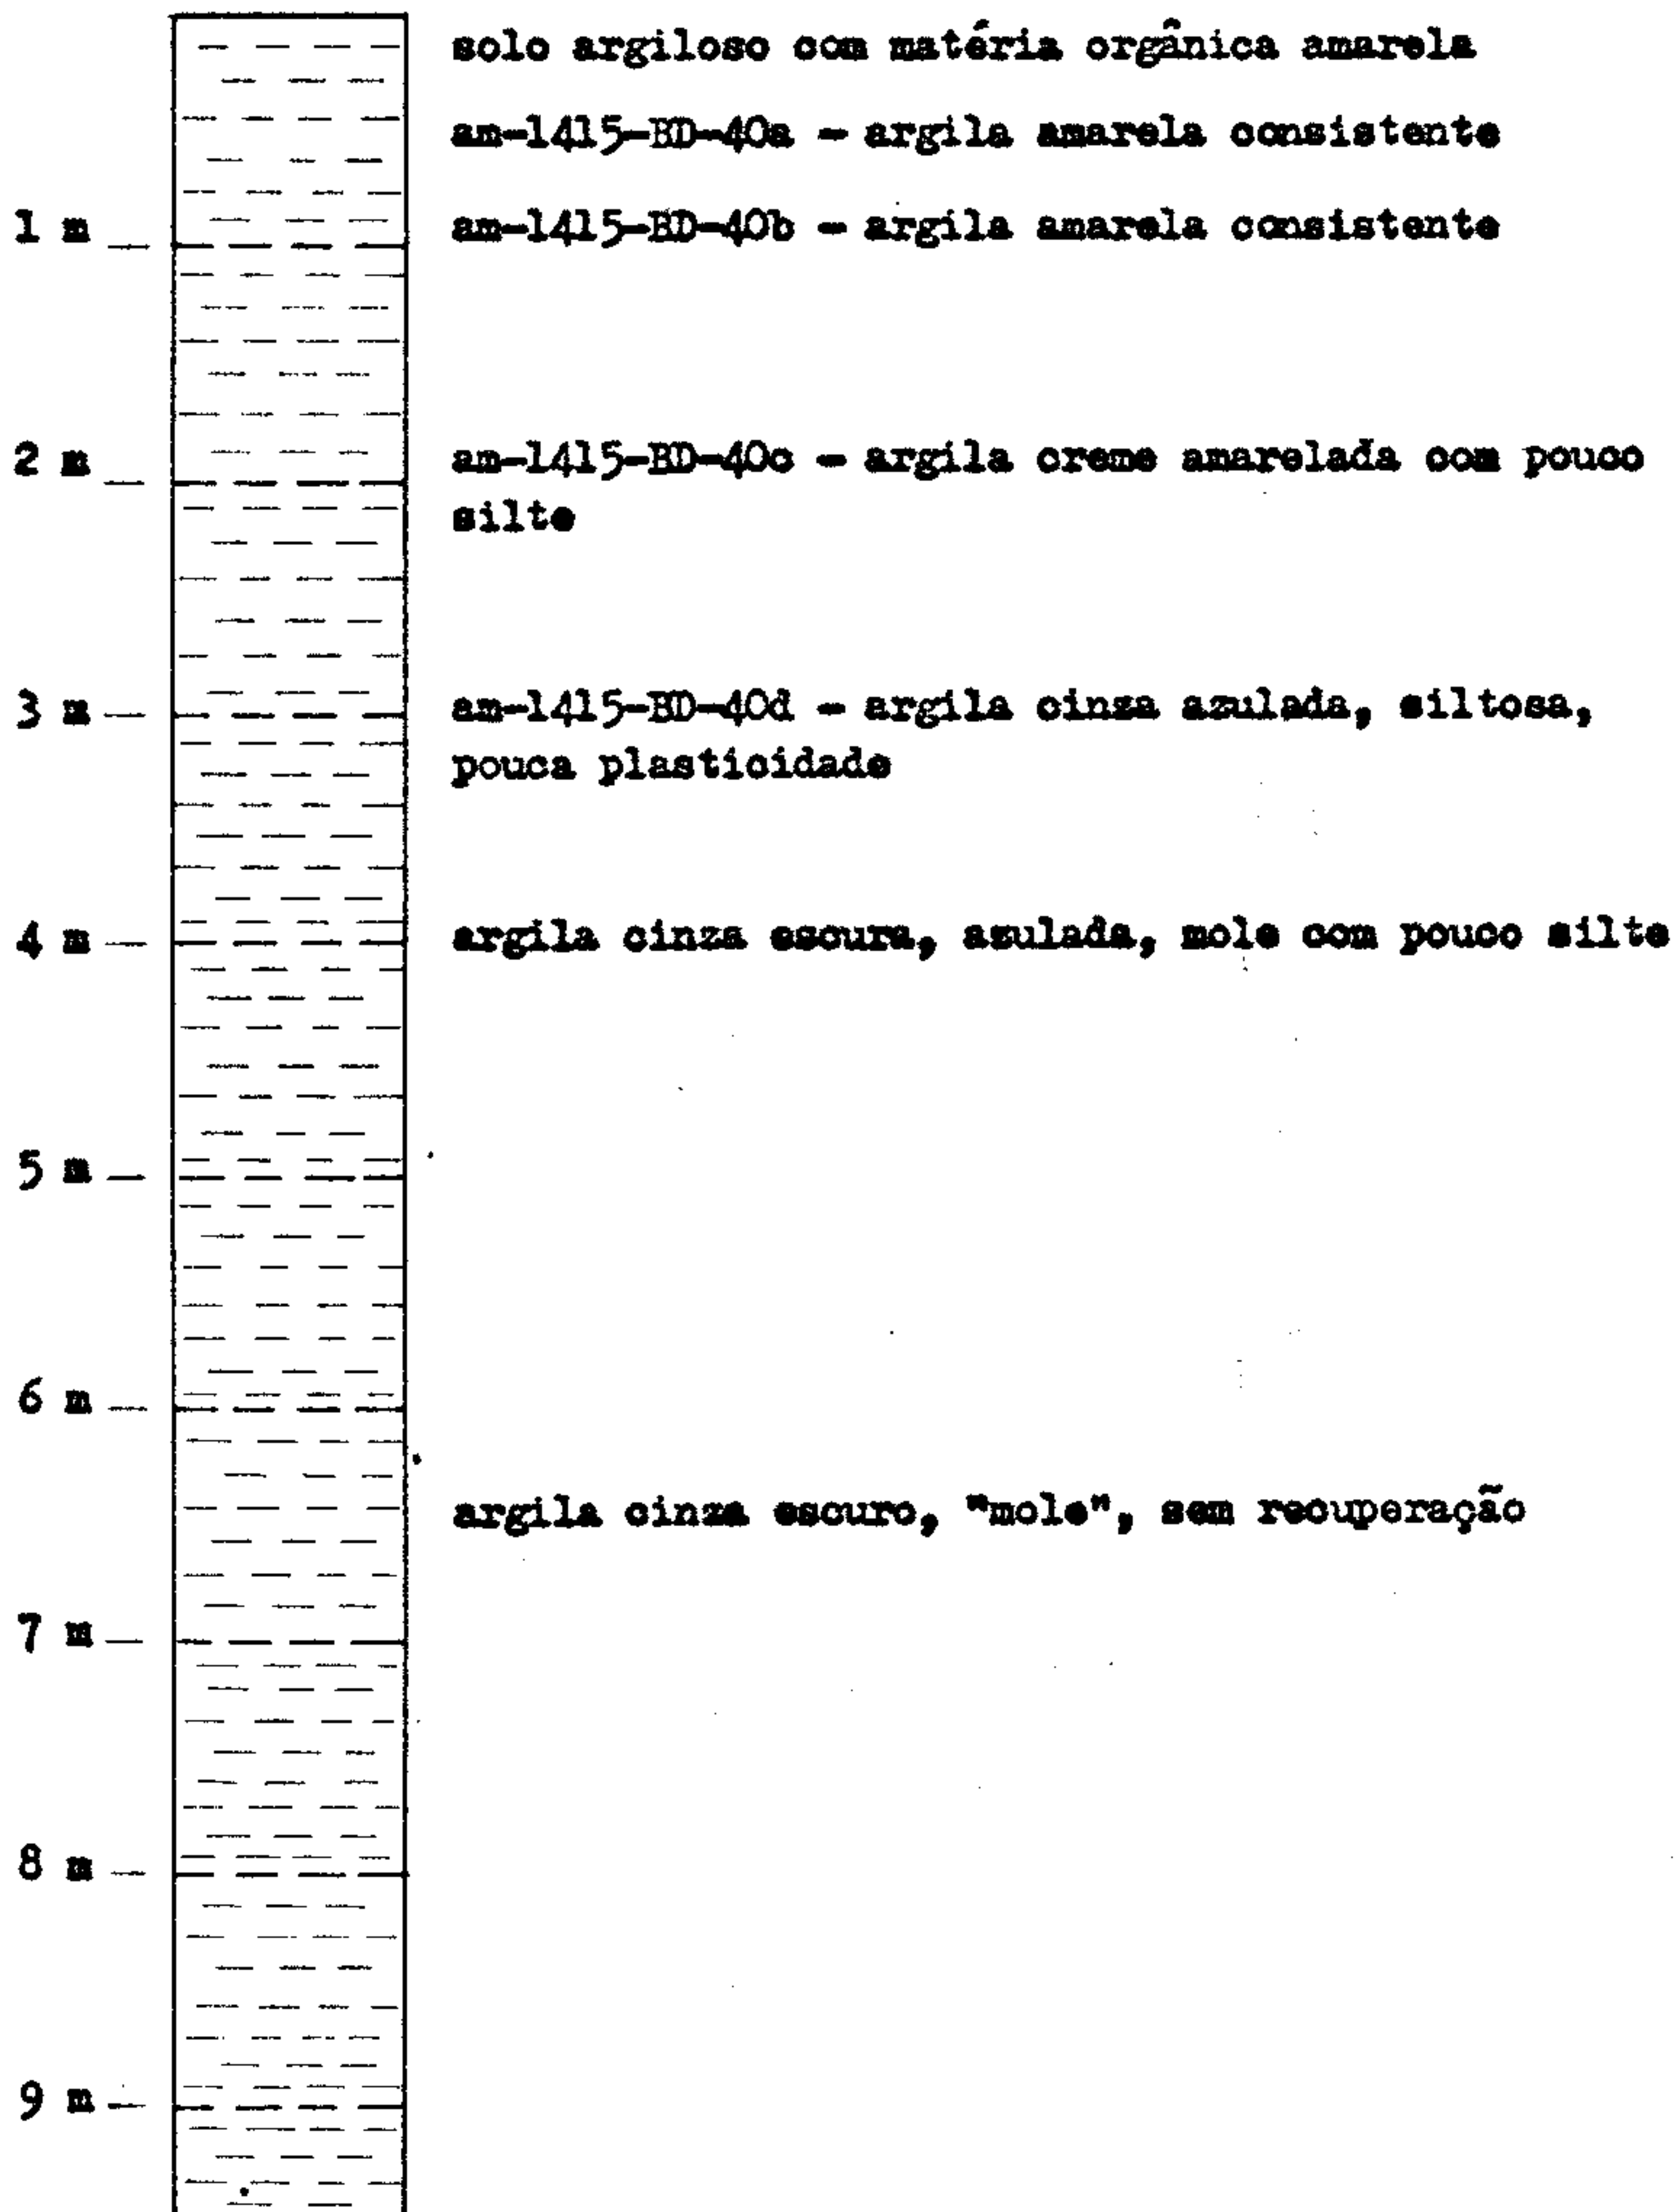 solo argiloso com matéria orgânica amarela
am-1415-BD-40a - argila amarela consistente
1 m
am-1415-BD-40b - argila amarela consistente
2 m
am-1415-BD-40c - argila creme amarelada com pouco
silte
3 m
am-1415-BD-40d - argila cinza azulada, siltosa,
pouca plasticidade
4 m
argila cinza escura, azulada, mole com pouco silte
5 m
6 m
argila cinza escuro, "mole", sem recuperação
7 m
8 m
9 m